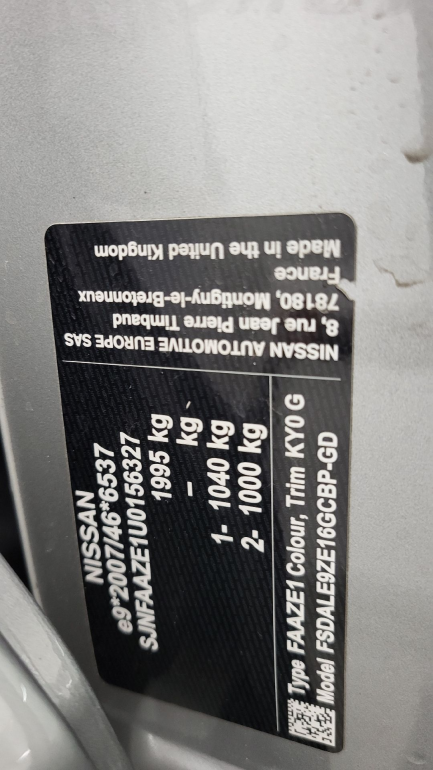 NISSAN
e9*2007/46*6537
SJNFAAZE1U0156327
1995 kg
– kg
1- 1040 kg
2- 1000 kg
Type FAAZE1 Colour, Trim KY0 G
Model FSDALE9ZE16GCBP-GD
NISSAN AUTOMOTIVE EUROPE SAS
8, rue Jean Pierre Timbaud
78180, Montigny-le-Bretonneux
France
Made in the United Kingdom